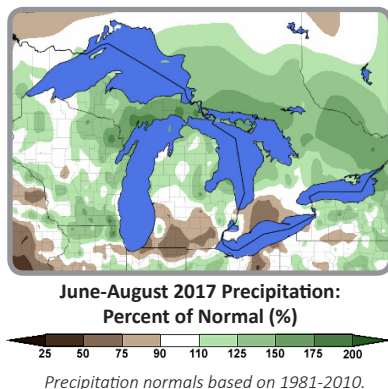 June-August 2017 Precipitation:
Percent of Normal (%)
25 50 75 90 110 125 150 175 200
Precipitation normals based on 1981-2010.